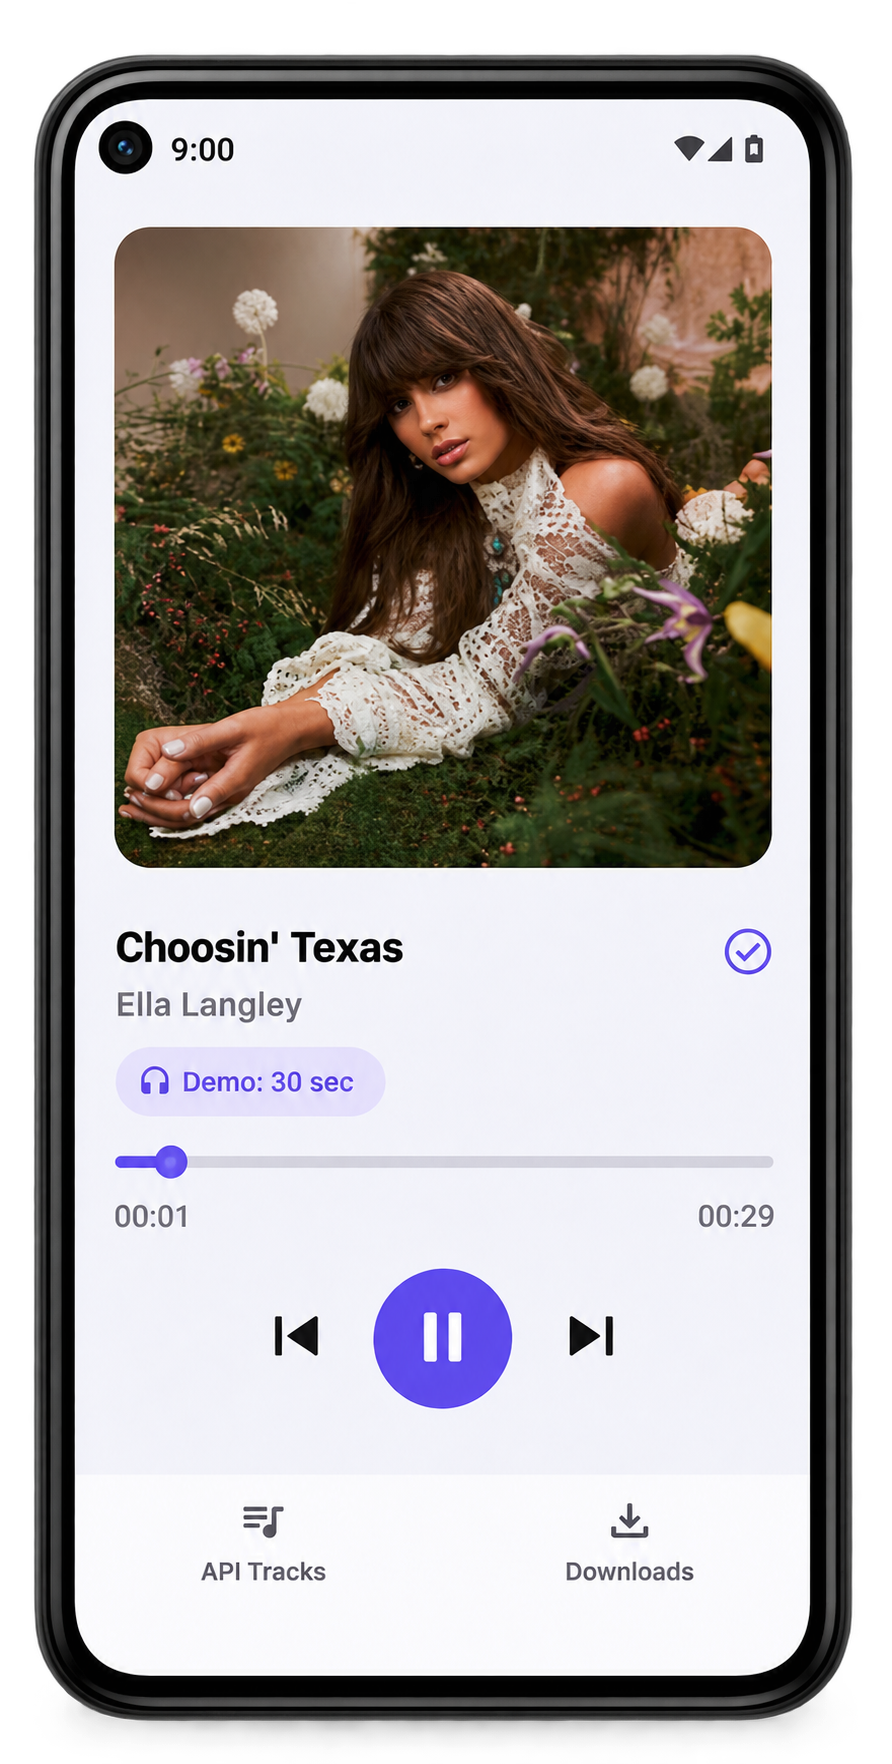 9:00
Choosin' Texas
Ella Langley
Demo: 30 sec
00:01 00:29
API Tracks Downloads